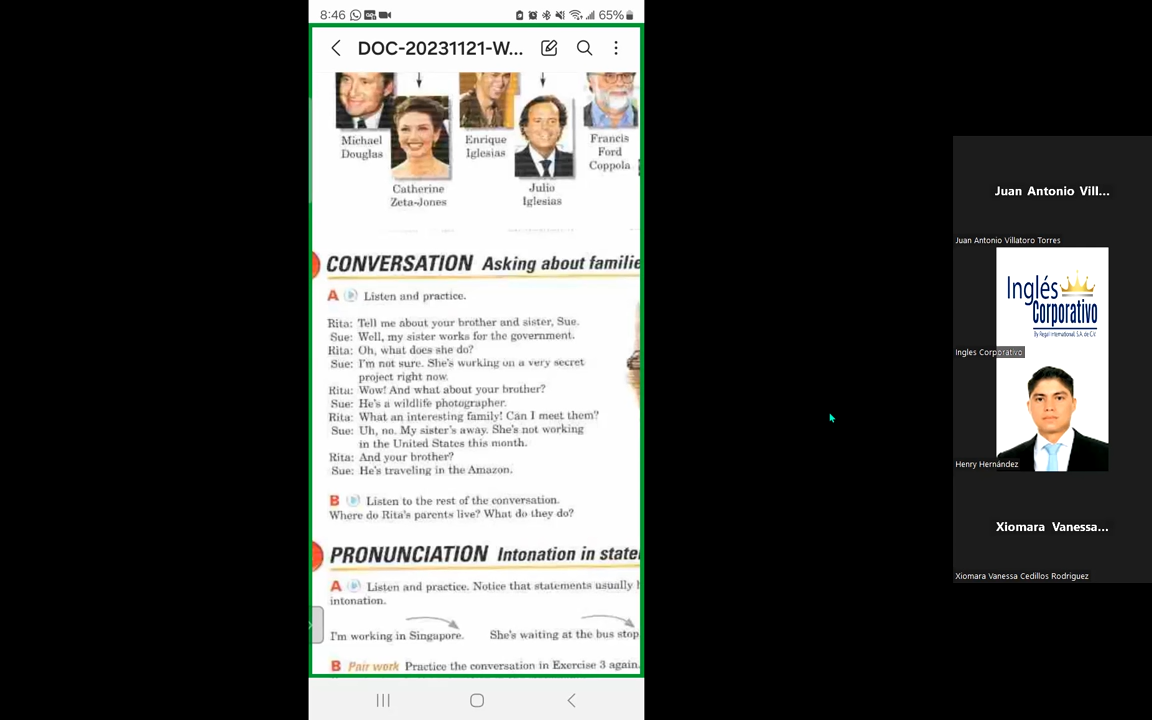 8:46
65%
DOC-20231121-W...
Michael
Douglas
Catherine
Zeta-Jones
Enrique
Iglesias
Julio
Iglesias
Francis
Ford
Coppola
CONVERSATION Asking about familie
A Listen and practice.
Rita: Tell me about your brother and sister, Sue.
Sue: Well, my sister works for the government.
Rita: Oh, what does she do?
Sue: I'm not sure. She's working on a very secret
project right now.
Rita: Wow! And what about your brother?
Sue: He's a wildlife photographer.
Rita: What an interesting family! Can I meet them?
Sue: Uh, no. My sister's away. She's not working
in the United States this month.
Rita: And your brother?
Sue: He's traveling in the Amazon.
B Listen to the rest of the conversation.
Where do Rita's parents live? What do they do?
PRONUNCIATION Intonation in state
A Listen and practice. Notice that statements usually h
intonation.
I'm working in Singapore. She's waiting at the bus stop
B Pair work Practice the conversation in Exercise 3 again.
Juan Antonio Vill...
Juan Antonio Villatoro Torres
Inglés
Corporativo
By Regal International, S.A. de C.V.
Ingles Corporativo
Henry Hernández
Xiomara Vanessa...
Xiomara Vanessa Cedillos Rodriguez